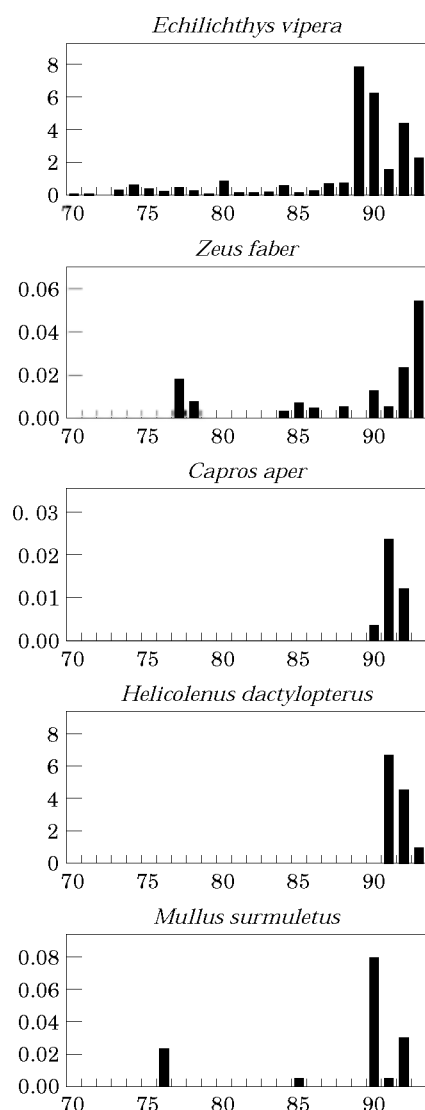 Echilichthys vipera
8
6
4
2
0
70 75 80 85 90
Zeus faber
0.06
0.04
0.02
0.00
70 75 80 85 90
Capros aper
0. 03
0.02
0.01
0.00
70 75 80 85 90
Helicolenus dactylopterus
8
6
4
2
0
70 75 80 85 90
Mullus surmuletus
0.08
0.06
0.04
0.02
0.00
70 75 80 85 90